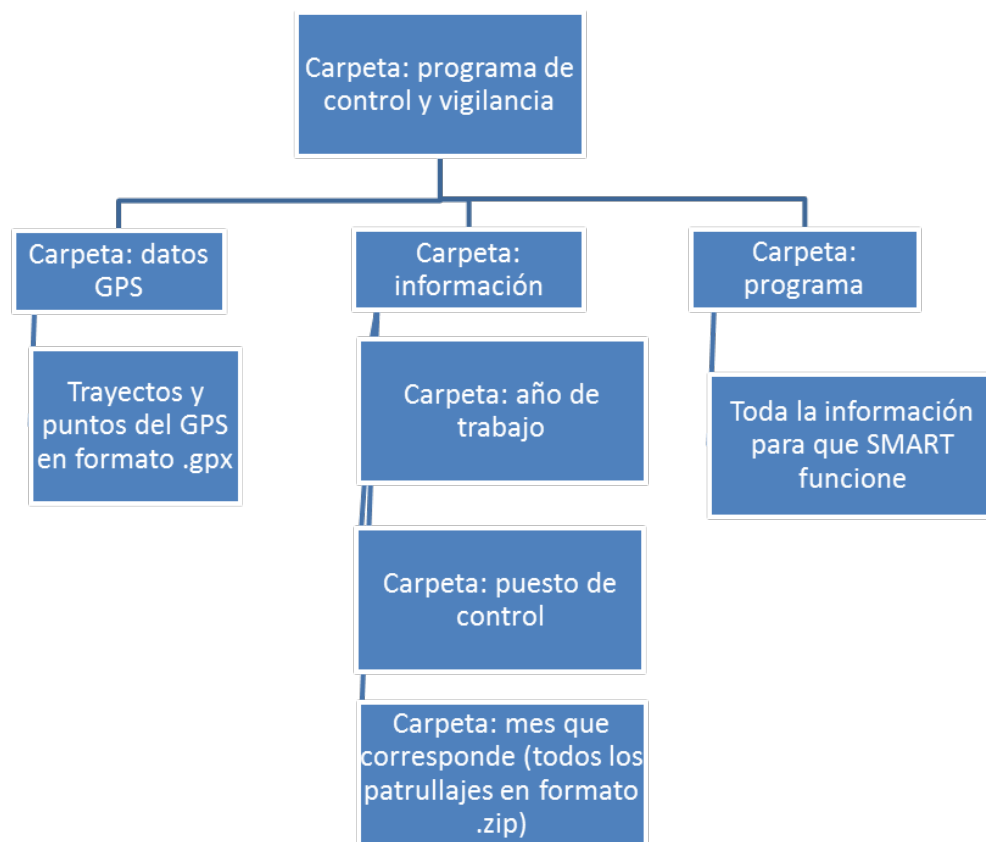 Carpeta: programa de
control y vigilancia
Carpeta: datos
GPS
Trayectos y
puntos del GPS
en formato .gpx
Carpeta:
información
Carpeta: año de
trabajo
Carpeta: puesto de
control
Carpeta: mes que
corresponde (todos los
patrullajes en formato
.zip)
Carpeta:
programa
Toda la información
para que SMART
funcione